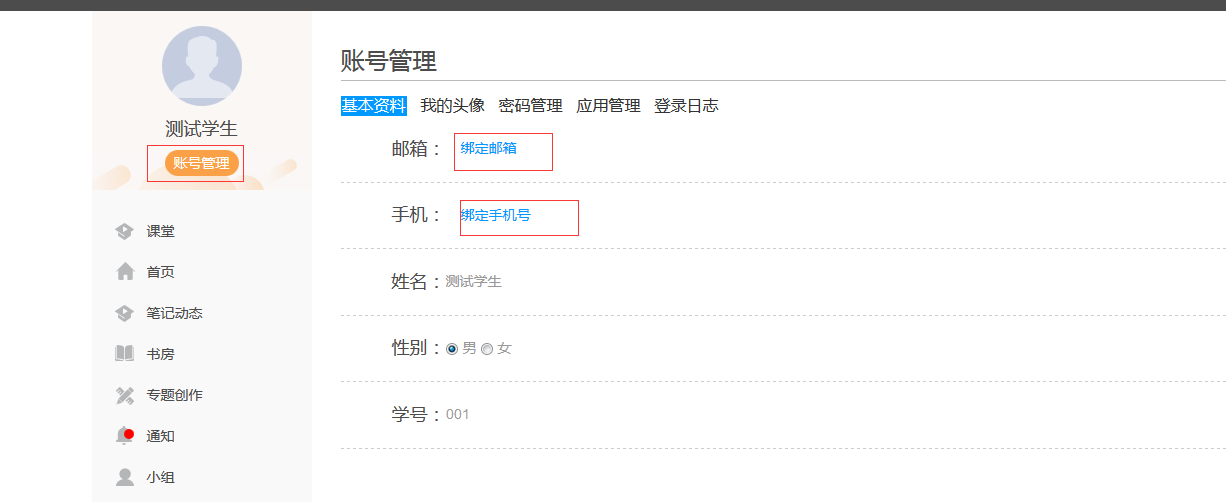 测试学生
账号管理
课堂
首页
笔记动态
书房
专题创作
通知
小组
账号管理
基本资料 我的头像 密码管理 应用管理 登录日志
邮箱： 绑定邮箱
手机： 绑定手机号
姓名：测试学生
性别： 男 女
学号：001